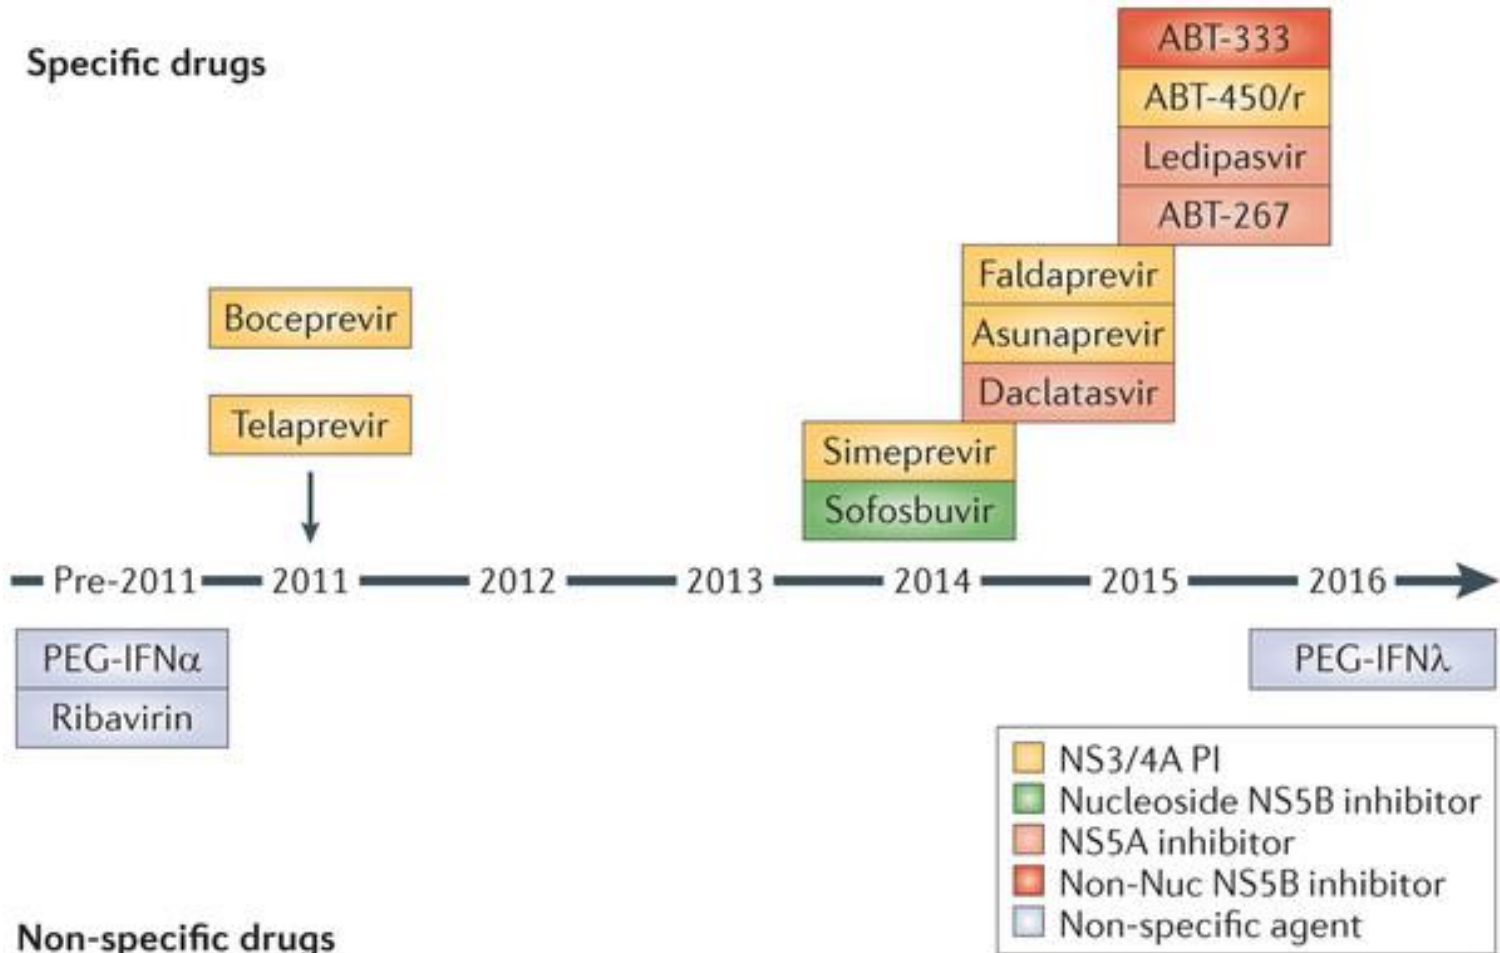 Specific drugs
ABT-333
ABT-450/r
Ledipasvir
ABT-267
Faldaprevir
Asunaprevir
Daclatasvir
Boceprevir
Telaprevir
Simeprevir
Sofosbuvir
Pre-2011 2011 2012 2013 2014 2015 2016
PEG-IFNα
Ribavirin
PEG-IFNλ
NS3/4A PI
Nucleoside NS5B inhibitor
NS5A inhibitor
Non-Nuc NS5B inhibitor
Non-specific agent
Non-specific drugs